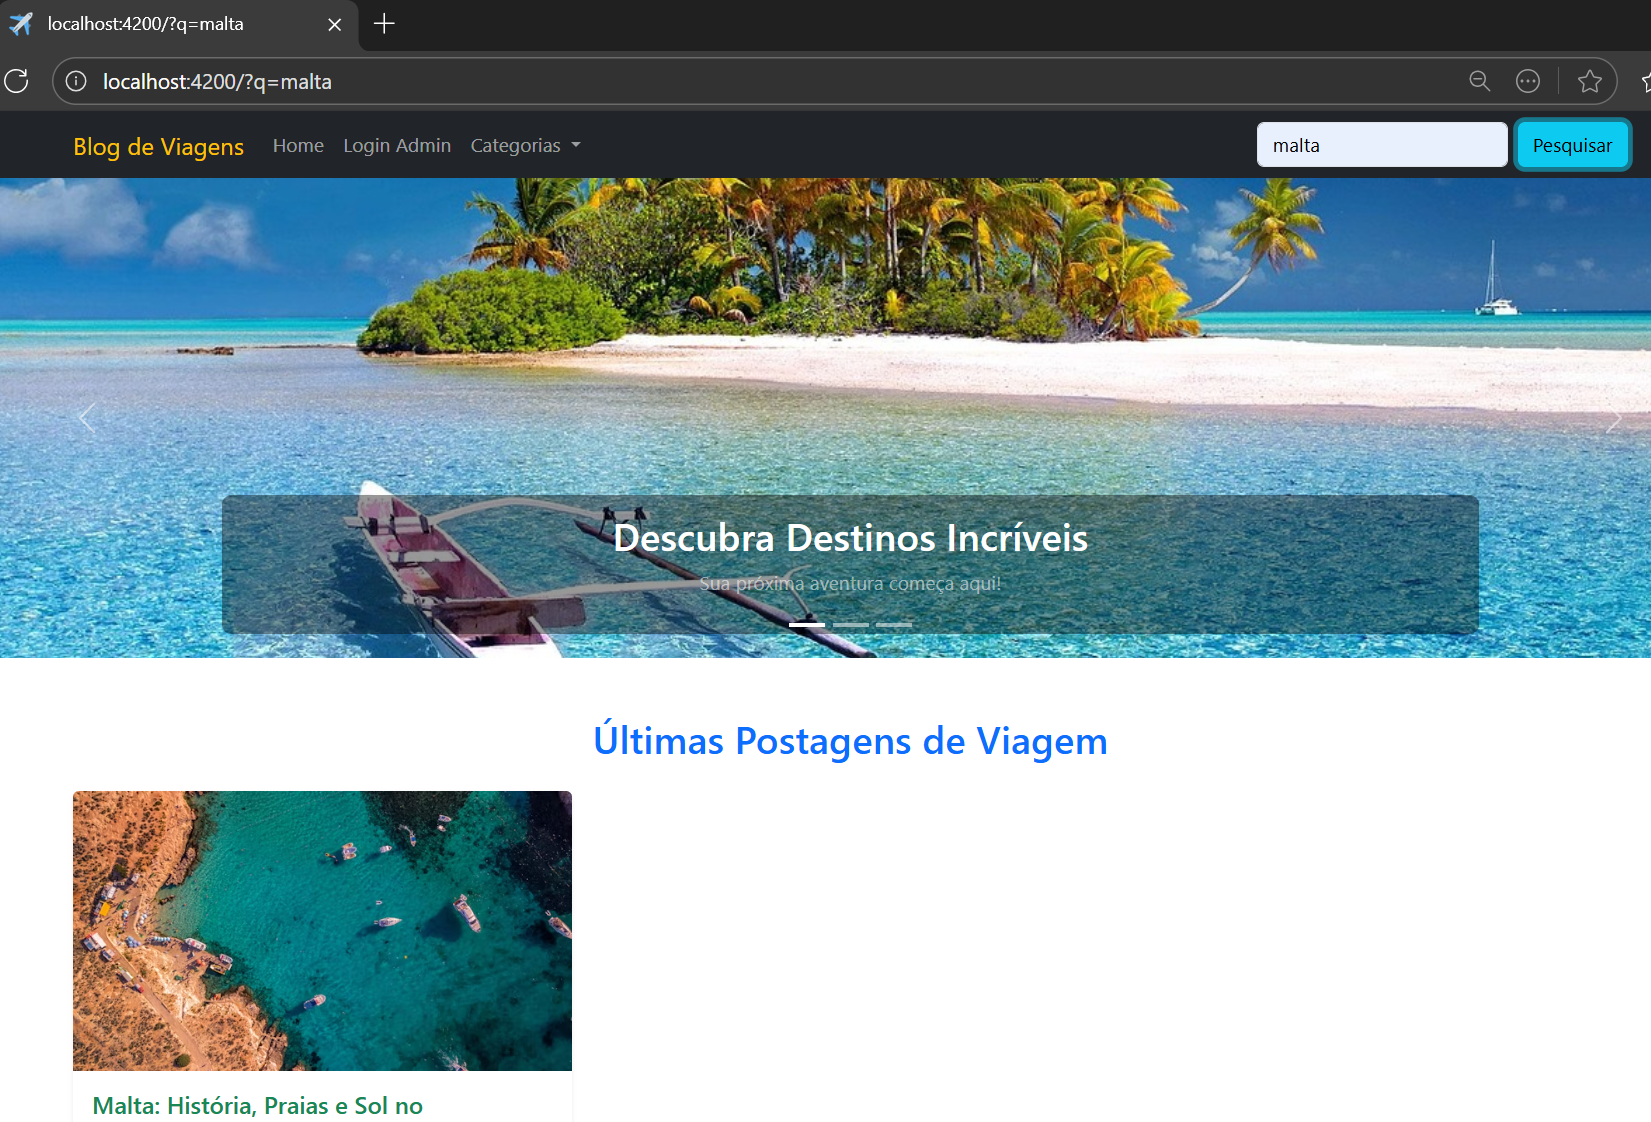 localhost:4200/?q=malta
localhost:4200/?q=malta
Blog de Viagens Home Login Admin Categorias malta Pesquisar
Descubra Destinos Incríveis
Sua próxima aventura começa aqui!
Últimas Postagens de Viagem
Malta: História, Praias e Sol no